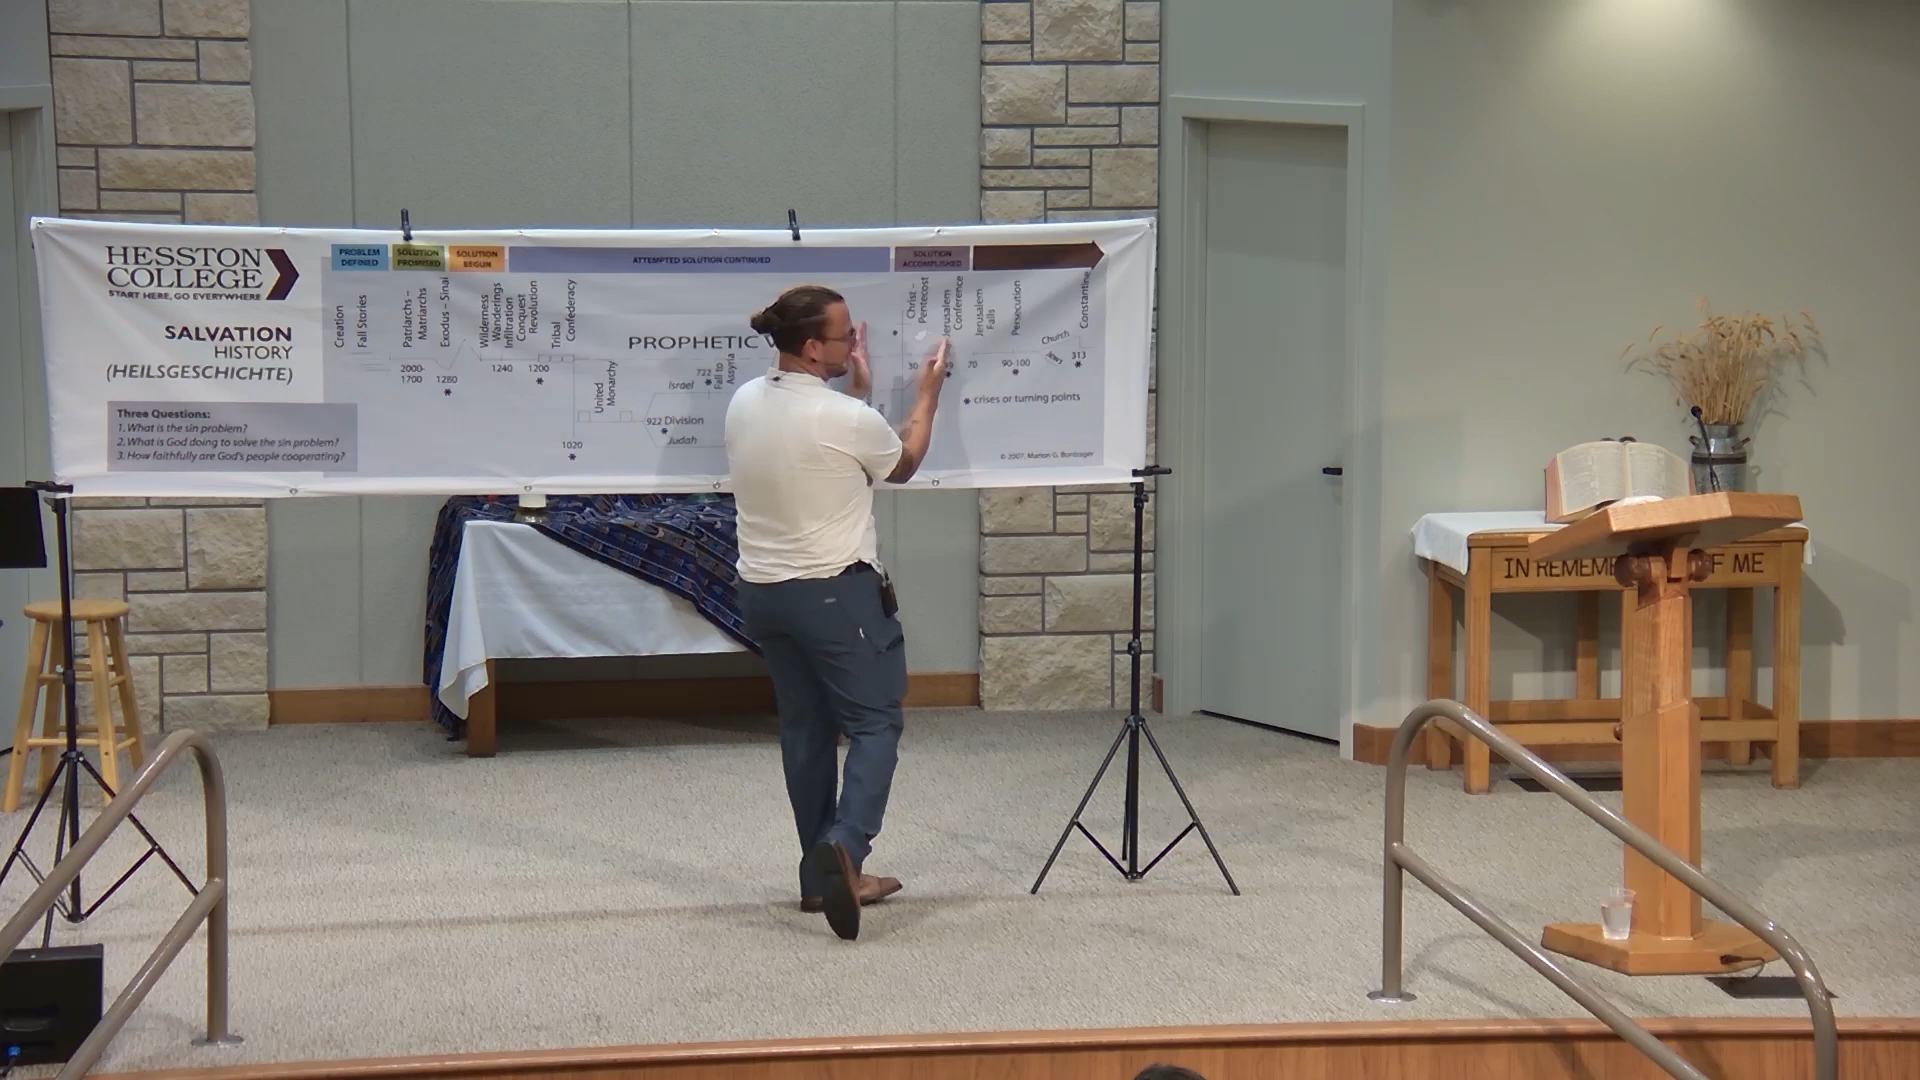 HESSTON
COLLEGE
START HERE, GO EVERYWHERE
SALVATION
HISTORY
(HEILSGESCHICHTE)
Three Questions:
1. What is the sin problem?
2. What is God doing to solve the sin problem?
3. How faithfully are God's people cooperating?
PROBLEM
DEFINED
SOLUTION
PROMISED
SOLUTION
BEGUN
ATTEMPTED SOLUTION CONTINUED
SOLUTION
ACCOMPLISHED
Creation
Fall Stories
Patriarchs –
Matriarchs
Exodus – Sinai
Wilderness
Wanderings
Infiltration
Conquest
Revolution
Tribal
Confederacy
2000-
1700
1280
1240
1200
1020
United
Monarchy
PROPHETIC
Israel
722
Fall to
Assyria
922 Division
Judah
Christ –
Pentecost
Jerusalem
Conference
Jerusalem
Falls
Persecution
Church
Jews
Constantine
30
70
90-100
313
* crises or turning points
© 2007, Marion G. Bontrager
IN REMEM F ME